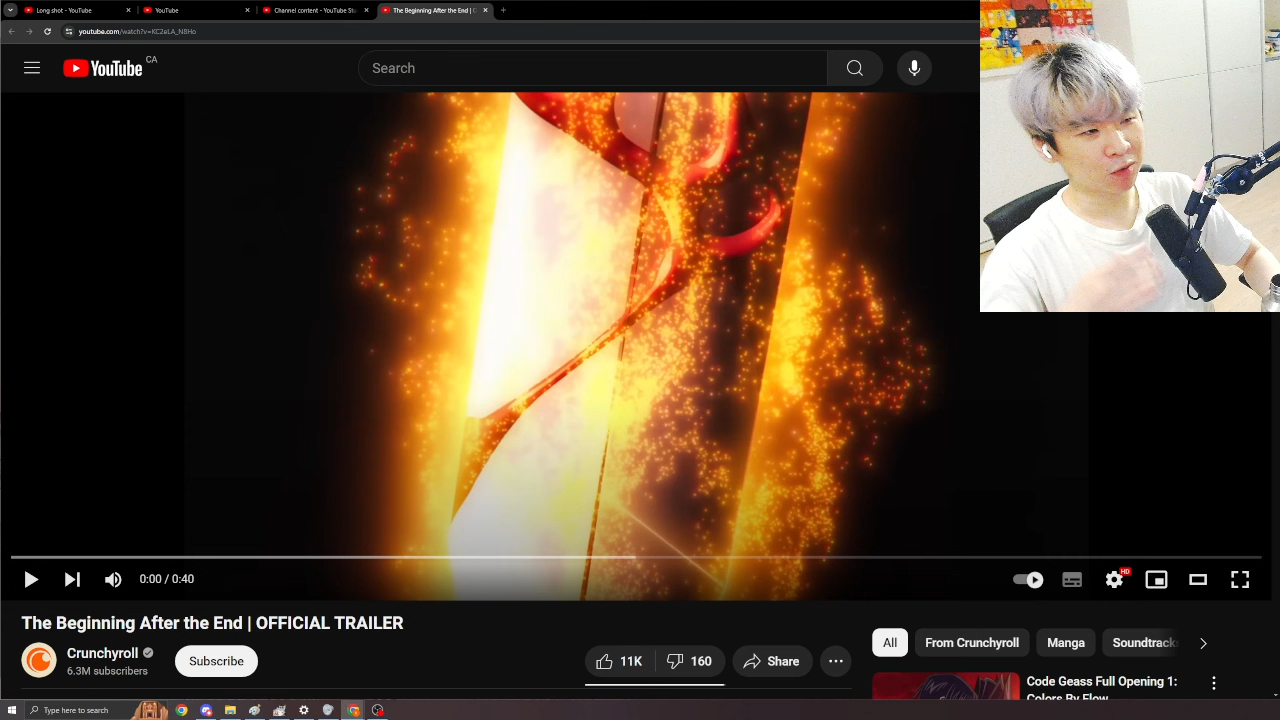 Long shot - YouTube
YouTube
Channel content - YouTube Stu
The Beginning After the End | C
youtube.com/watch?v=KC2eLA_N8Ho
YouTube CA
Search
0:00 / 0:40
HD
The Beginning After the End | OFFICIAL TRAILER
Crunchyroll
6.3M subscribers
Subscribe
11K
160
Share
All
From Crunchyroll
Manga
Soundtrack
Code Geass Full Opening 1:
Colors By Flow
Type here to search